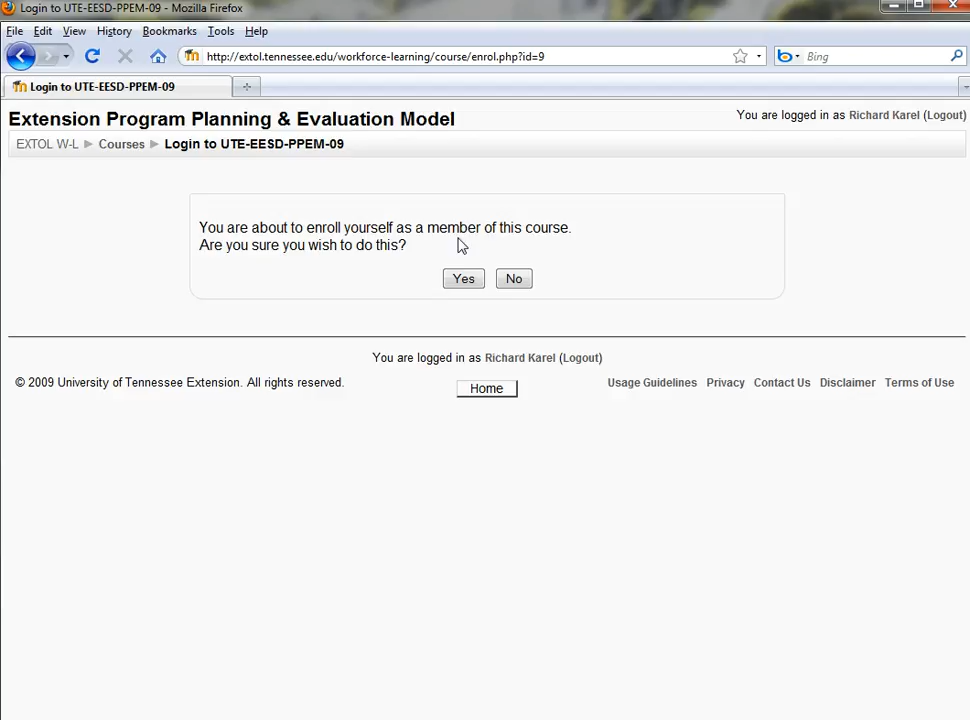 Login to UTE-EESD-PPEM-09 - Mozilla Firefox
File Edit View History Bookmarks Tools Help
http://extol.tennessee.edu/workforce-learning/course/enrol.php?id=9 Bing
Login to UTE-EESD-PPEM-09
Extension Program Planning & Evaluation Model You are logged in as Richard Karel (Logout)
EXTOL W-L ► Courses ► Login to UTE-EESD-PPEM-09
You are about to enroll yourself as a member of this course.
Are you sure you wish to do this?
Yes No
You are logged in as Richard Karel (Logout)
© 2009 University of Tennessee Extension. All rights reserved. Home Usage Guidelines Privacy Contact Us Disclaimer Terms of Use